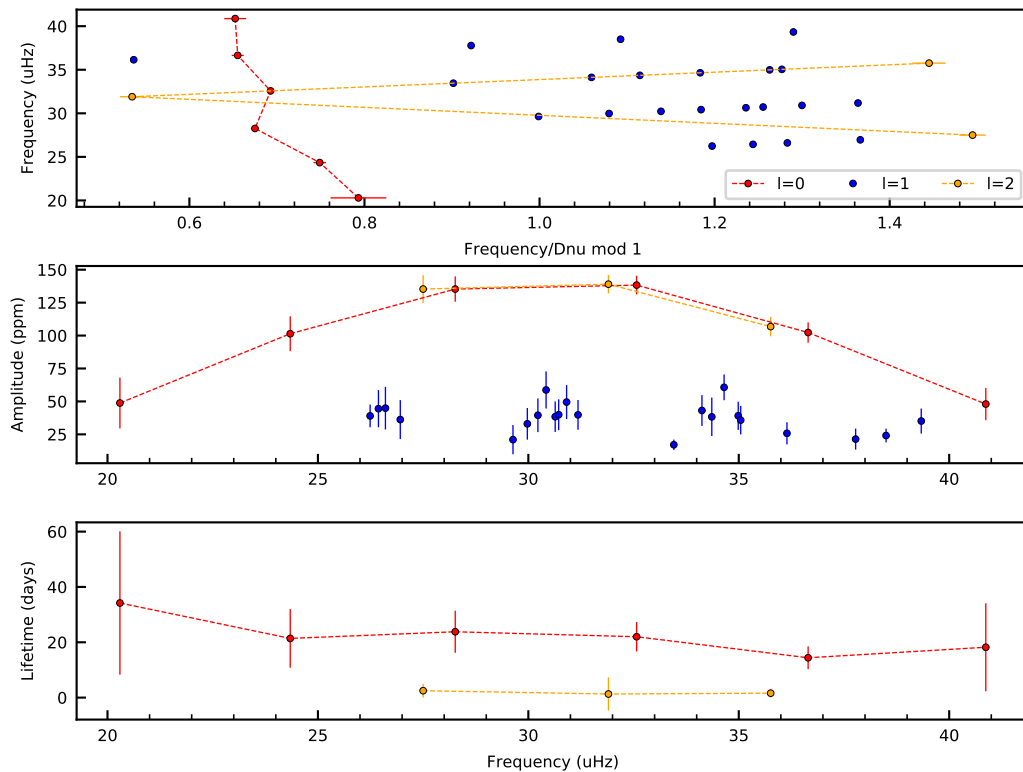 Frequency (uHz)
40
35
30
25
20
0.6 0.8 1.0 1.2 1.4
Frequency/Dnu mod 1
l=0 l=1 l=2
Amplitude (ppm)
150
125
100
75
50
25
20 25 30 35 40
Lifetime (days)
60
40
20
0
20 25 30 35 40
Frequency (uHz)